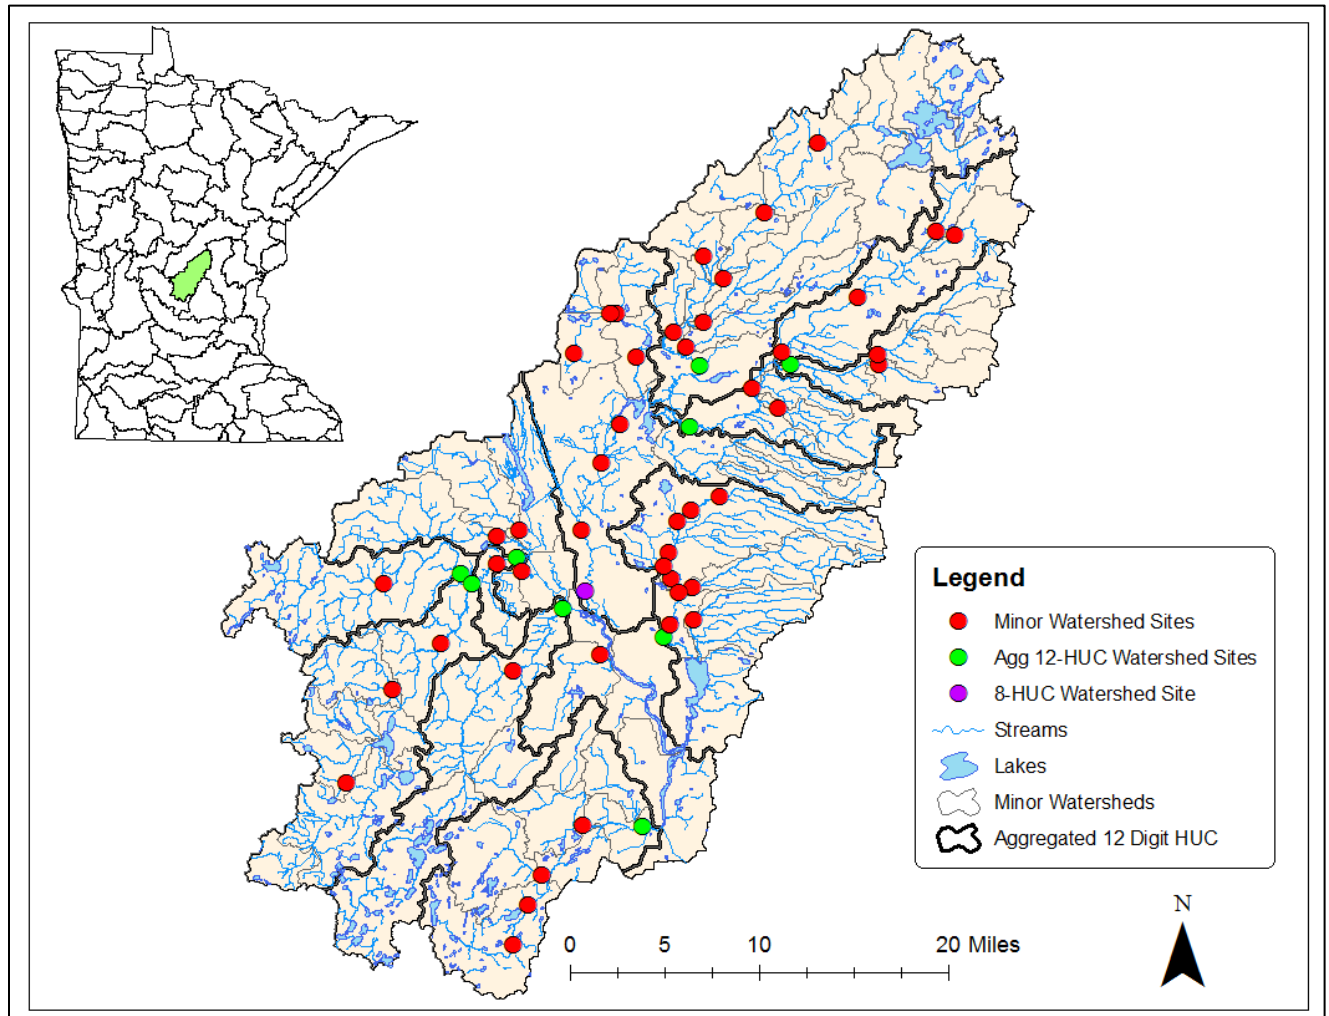 Legend
Minor Watershed Sites
Agg 12-HUC Watershed Sites
8-HUC Watershed Site
Streams
Lakes
Minor Watersheds
Aggregated 12 Digit HUC
N
0 5 10 20 Miles